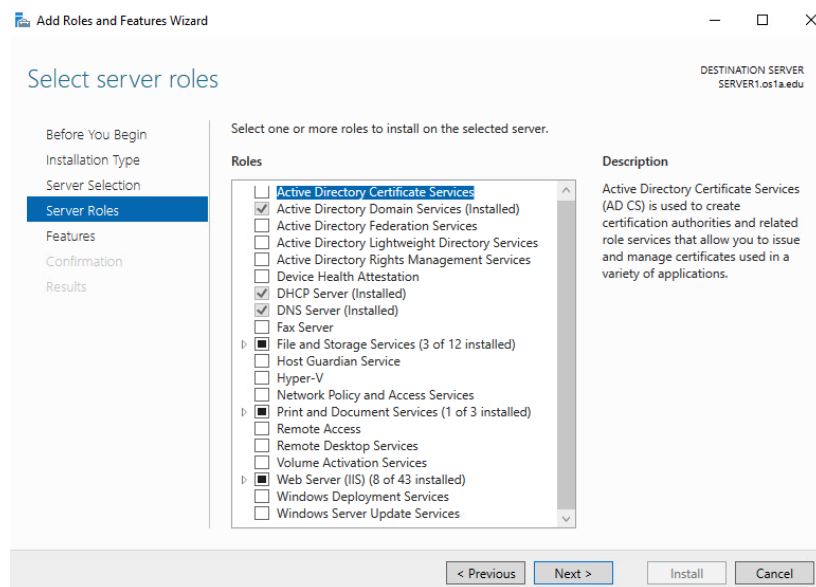 Add Roles and Features Wizard
Select server roles
DESTINATION SERVER
SERVER1.os1a.edu
Before You Begin
Installation Type
Server Selection
Server Roles
Features
Confirmation
Results
Select one or more roles to install on the selected server.
Roles
Active Directory Certificate Services
Active Directory Domain Services (Installed)
Active Directory Federation Services
Active Directory Lightweight Directory Services
Active Directory Rights Management Services
Device Health Attestation
DHCP Server (Installed)
DNS Server (Installed)
Fax Server
File and Storage Services (3 of 12 installed)
Host Guardian Service
Hyper-V
Network Policy and Access Services
Print and Document Services (1 of 3 installed)
Remote Access
Remote Desktop Services
Volume Activation Services
Web Server (IIS) (8 of 43 installed)
Windows Deployment Services
Windows Server Update Services
Description
Active Directory Certificate Services
(AD CS) is used to create
certification authorities and related
role services that allow you to issue
and manage certificates used in a
variety of applications.
< Previous
Next >
Install
Cancel